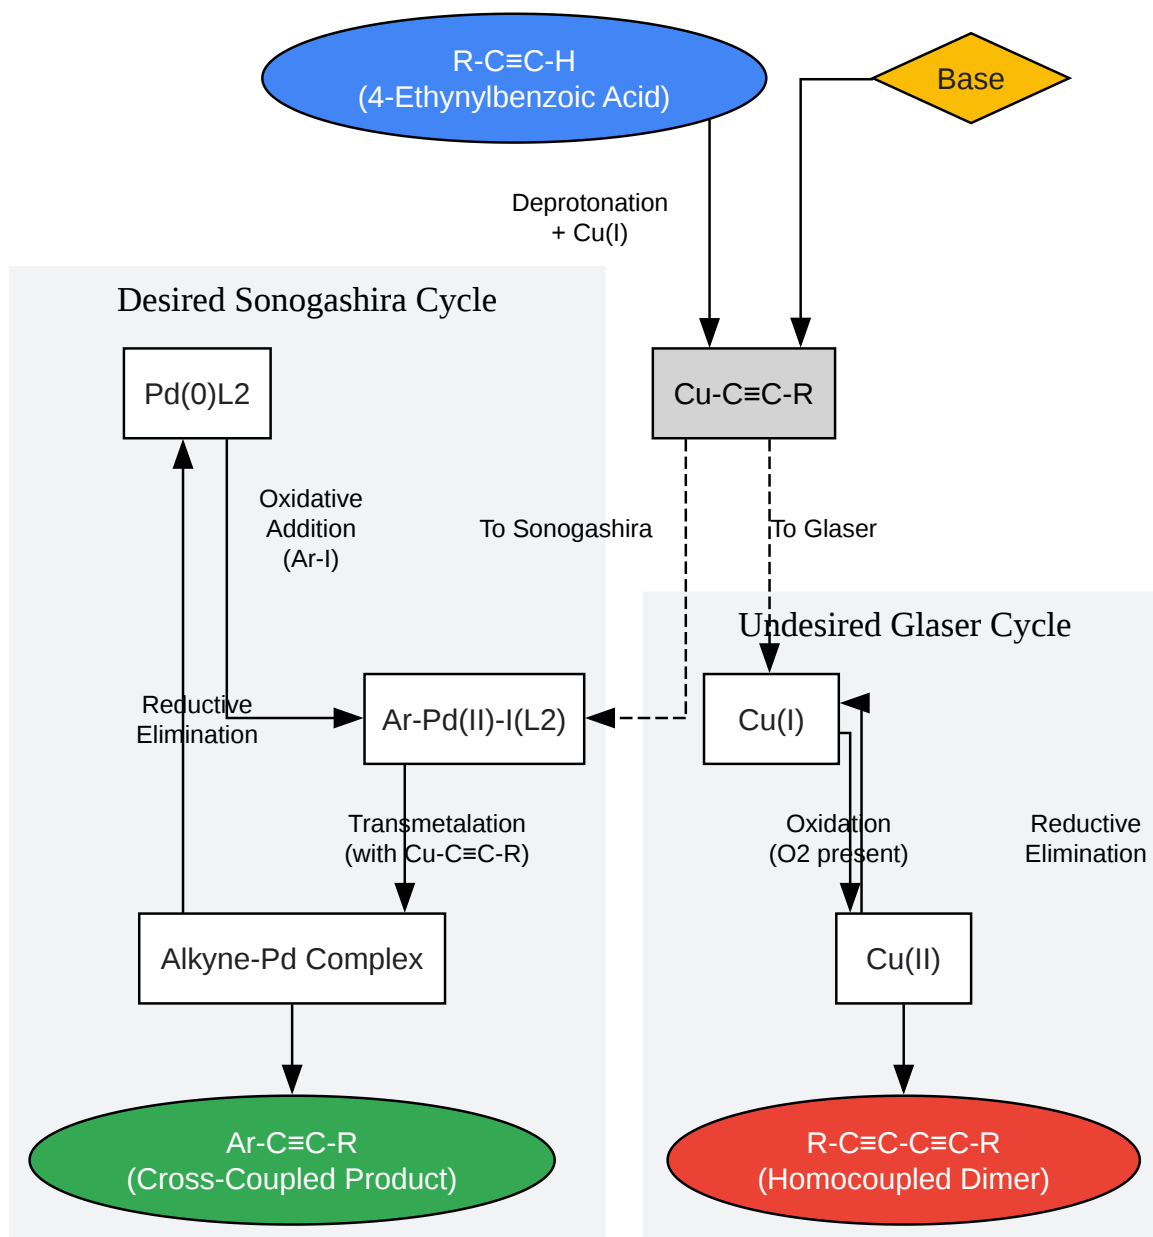 R-C≡C-H
(4-Ethynylbenzoic Acid)
Base
Deprotonation
+ Cu(I)
Desired Sonogashira Cycle
Pd(0)L2
Cu-C≡C-R
Oxidative
Addition
(Ar-I)
To Sonogashira
To Glaser
Undesired Glaser Cycle
Reductive
Elimination
Ar-Pd(II)-I(L2)
Cu(I)
Transmetalation
(with Cu-C≡C-R)
Oxidation
(O2 present)
Reductive
Elimination
Alkyne-Pd Complex
Cu(II)
Ar-C≡C-R
(Cross-Coupled Product)
R-C≡C-C≡C-R
(Homocoupled Dimer)